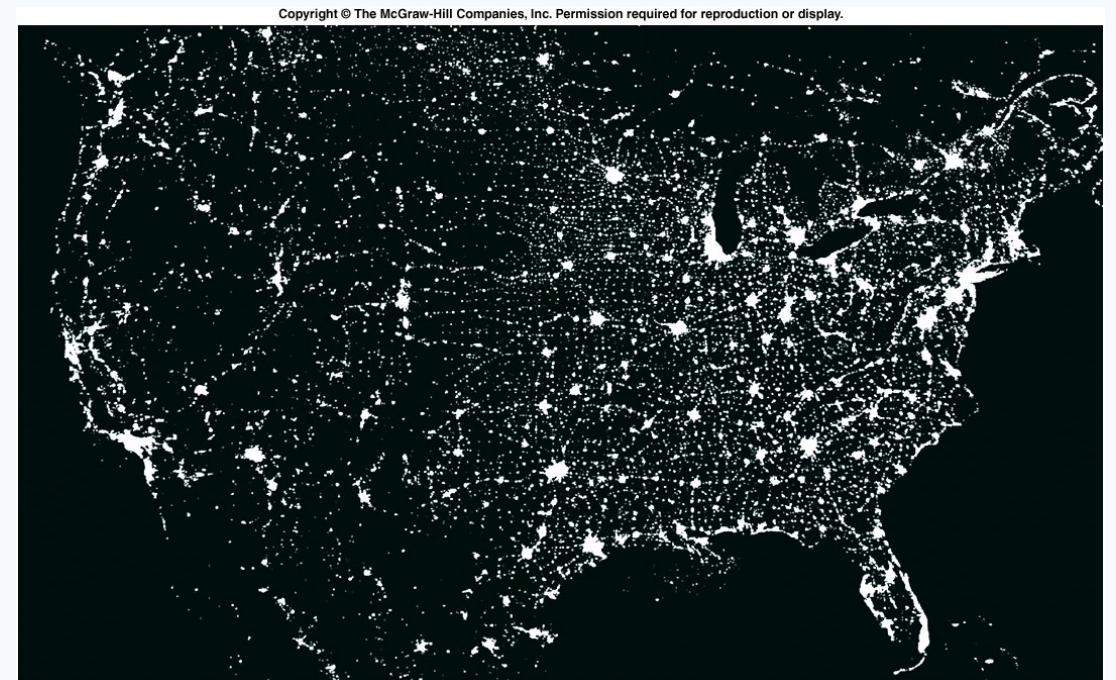 Copyright © The McGraw-Hill Companies, Inc. Permission required for reproduction or display.